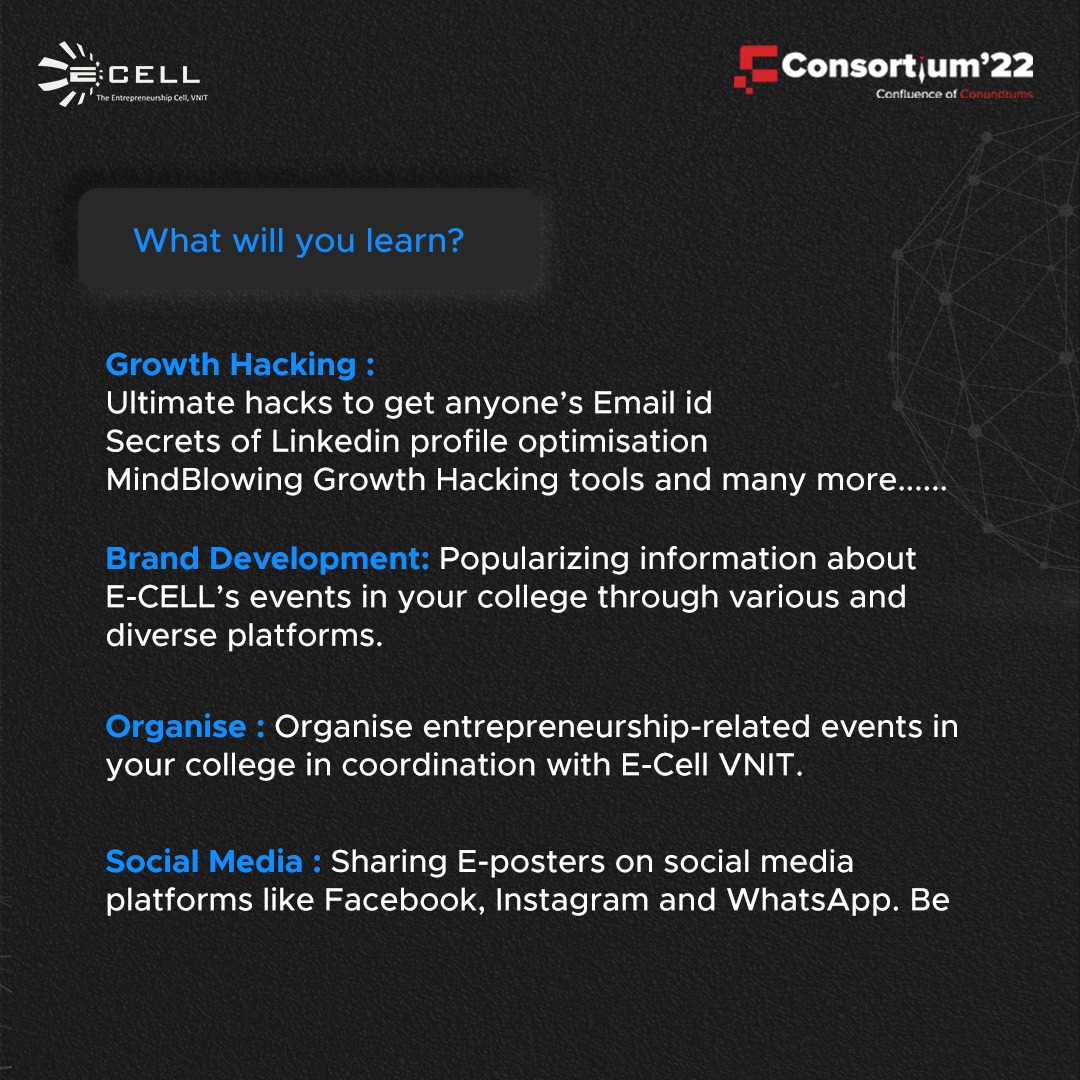 E CELL
The Entrepreneurship Cell, VNIT
Consortium’22
Confluence of Conundrums
What will you learn?
Growth Hacking :
Ultimate hacks to get anyone’s Email id
Secrets of Linkedin profile optimisation
MindBlowing Growth Hacking tools and many more......
Brand Development: Popularizing information about
E-CELL’s events in your college through various and
diverse platforms.
Organise : Organise entrepreneurship-related events in
your college in coordination with E-Cell VNIT.
Social Media : Sharing E-posters on social media
platforms like Facebook, Instagram and WhatsApp. Be